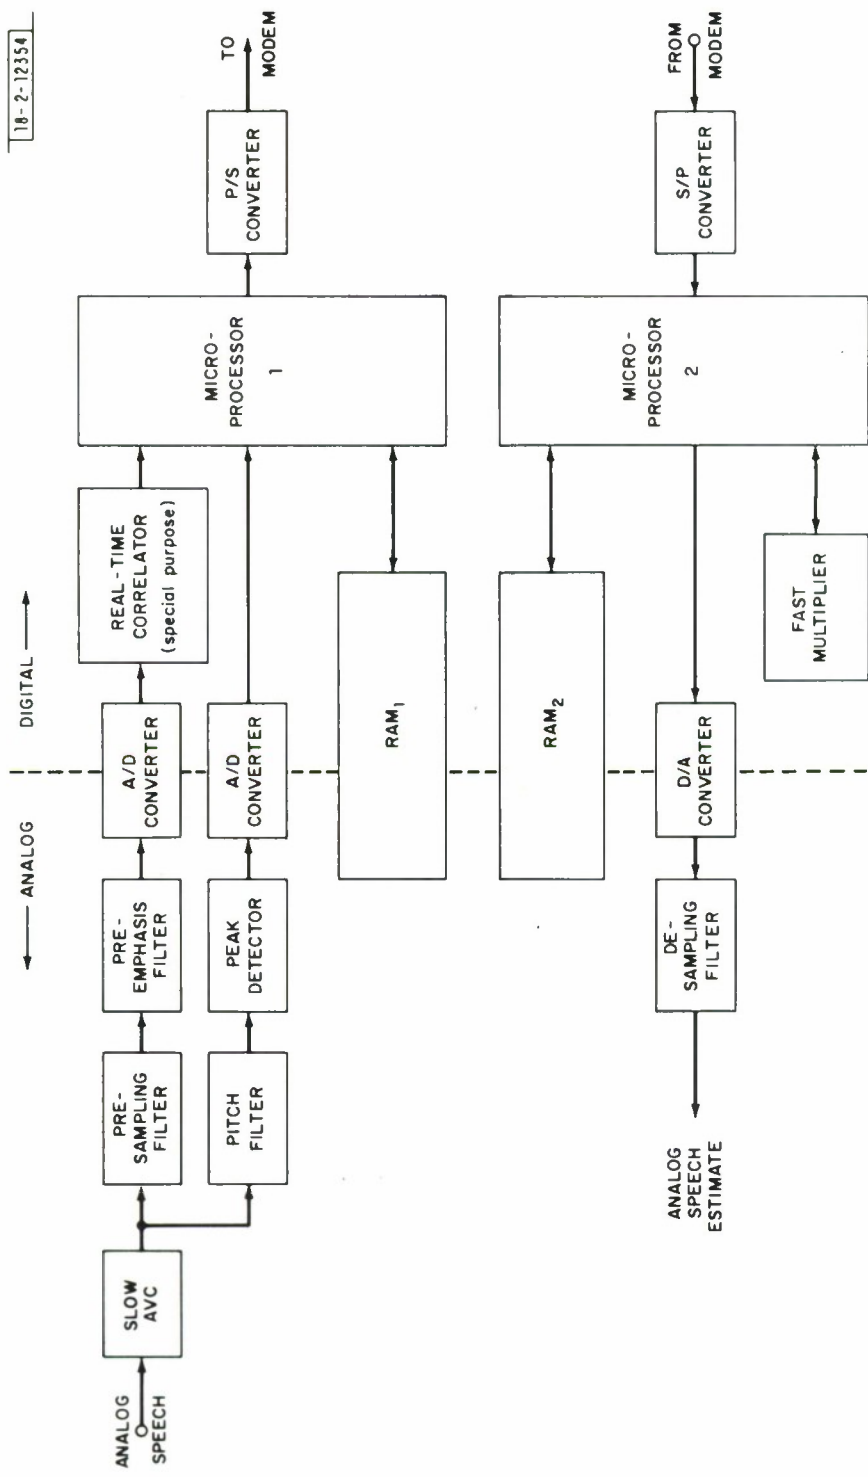 18-2-12354
ANALOG
DIGITAL
ANALOG
SPEECH
SLOW
AVC
PRE-
SAMPLING
FILTER
PRE-
EMPHASIS
FILTER
A/D
CONVERTER
REAL-TIME
CORRELATOR
(special purpose)
PITCH
FILTER
PEAK
DETECTOR
A/D
CONVERTER
MICRO-
PROCESSOR
1
P/S
CONVERTER
TO
MODEM
RAM1
RAM2
ANALOG
SPEECH
ESTIMATE
DE-
SAMPLING
FILTER
D/A
CONVERTER
MICRO-
PROCESSOR
2
S/P
CONVERTER
FROM
MODEM
FAST
MULTIPLIER